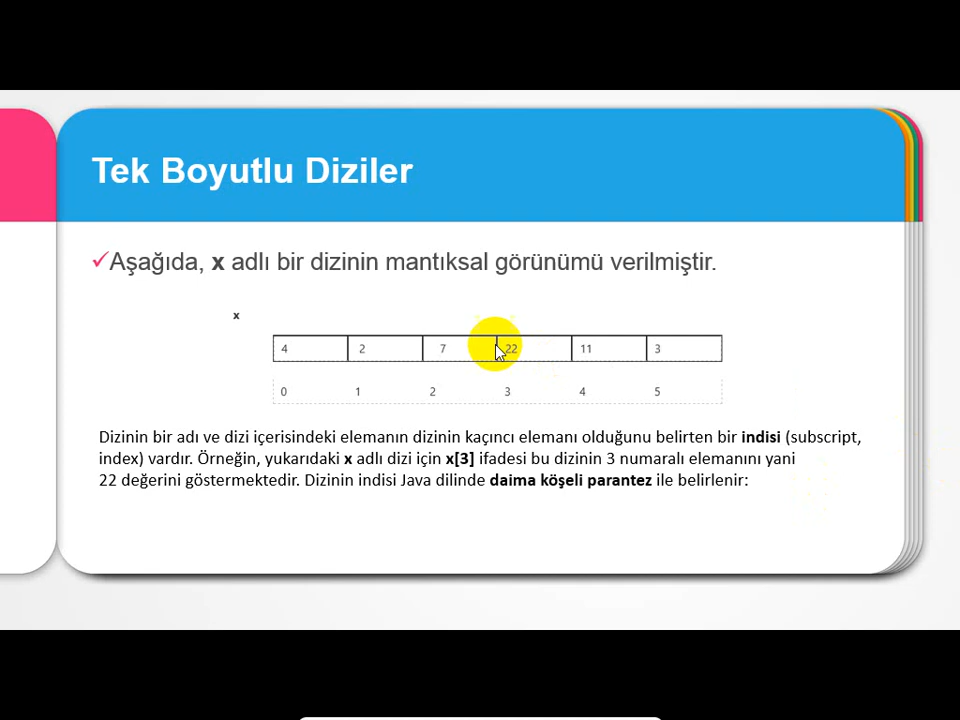 Tek Boyutlu Diziler
✓Aşağıda, x adlı bir dizinin mantıksal görünümü verilmiştir.
x
4 2 7 22 11 3
0 1 2 3 4 5
Dizinin bir adı ve dizi içerisindeki elemanın dizinin kaçıncı elemanı olduğunu belirten bir indisi (subscript,
index) vardır. Örneğin, yukarıdaki x adlı dizi için x[3] ifadesi bu dizinin 3 numaralı elemanını yani
22 değerini göstermektedir. Dizinin indisi Java dilinde daima köşeli parantez ile belirlenir: